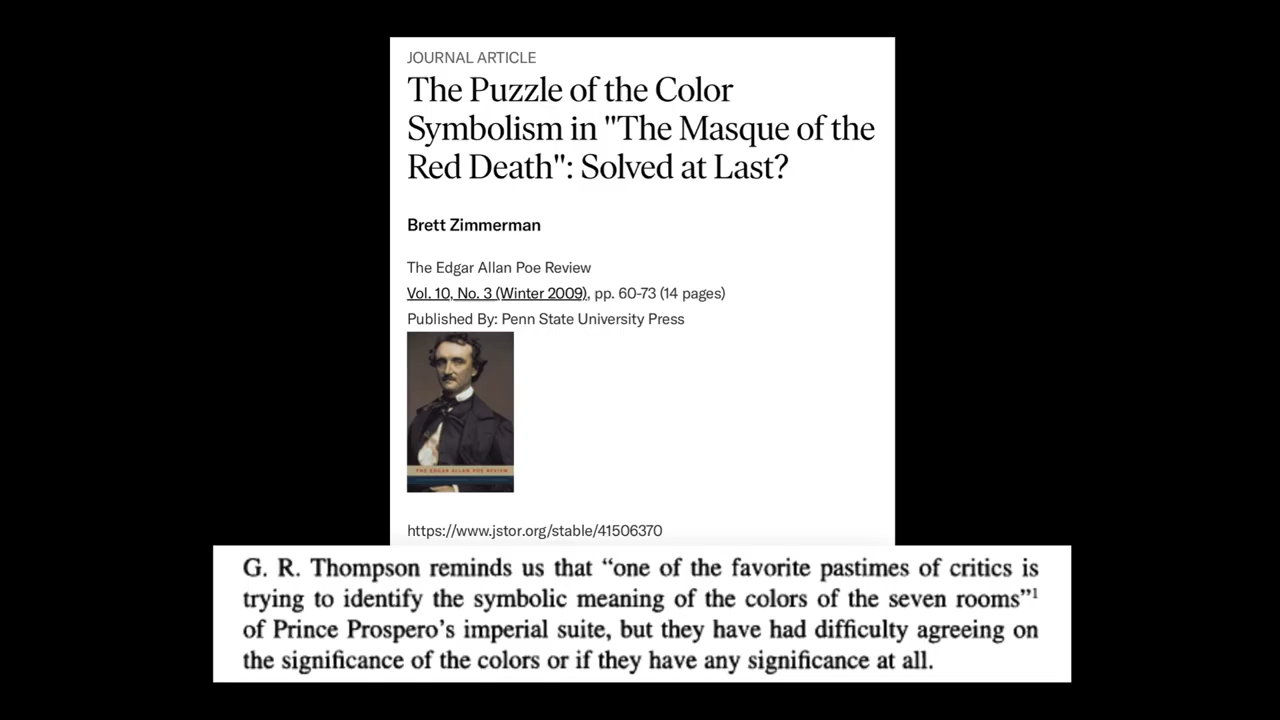 JOURNAL ARTICLE
The Puzzle of the Color
Symbolism in "The Masque of the
Red Death": Solved at Last?
Brett Zimmerman
The Edgar Allan Poe Review
Vol. 10, No. 3 (Winter 2009), pp. 60-73 (14 pages)
Published By: Penn State University Press
THE EDGAR ALLAN POE REVIEW
https://www.jstor.org/stable/41506370
G. R. Thompson reminds us that “one of the favorite pastimes of critics is
trying to identify the symbolic meaning of the colors of the seven rooms”¹
of Prince Prospero’s imperial suite, but they have had difficulty agreeing on
the significance of the colors or if they have any significance at all.